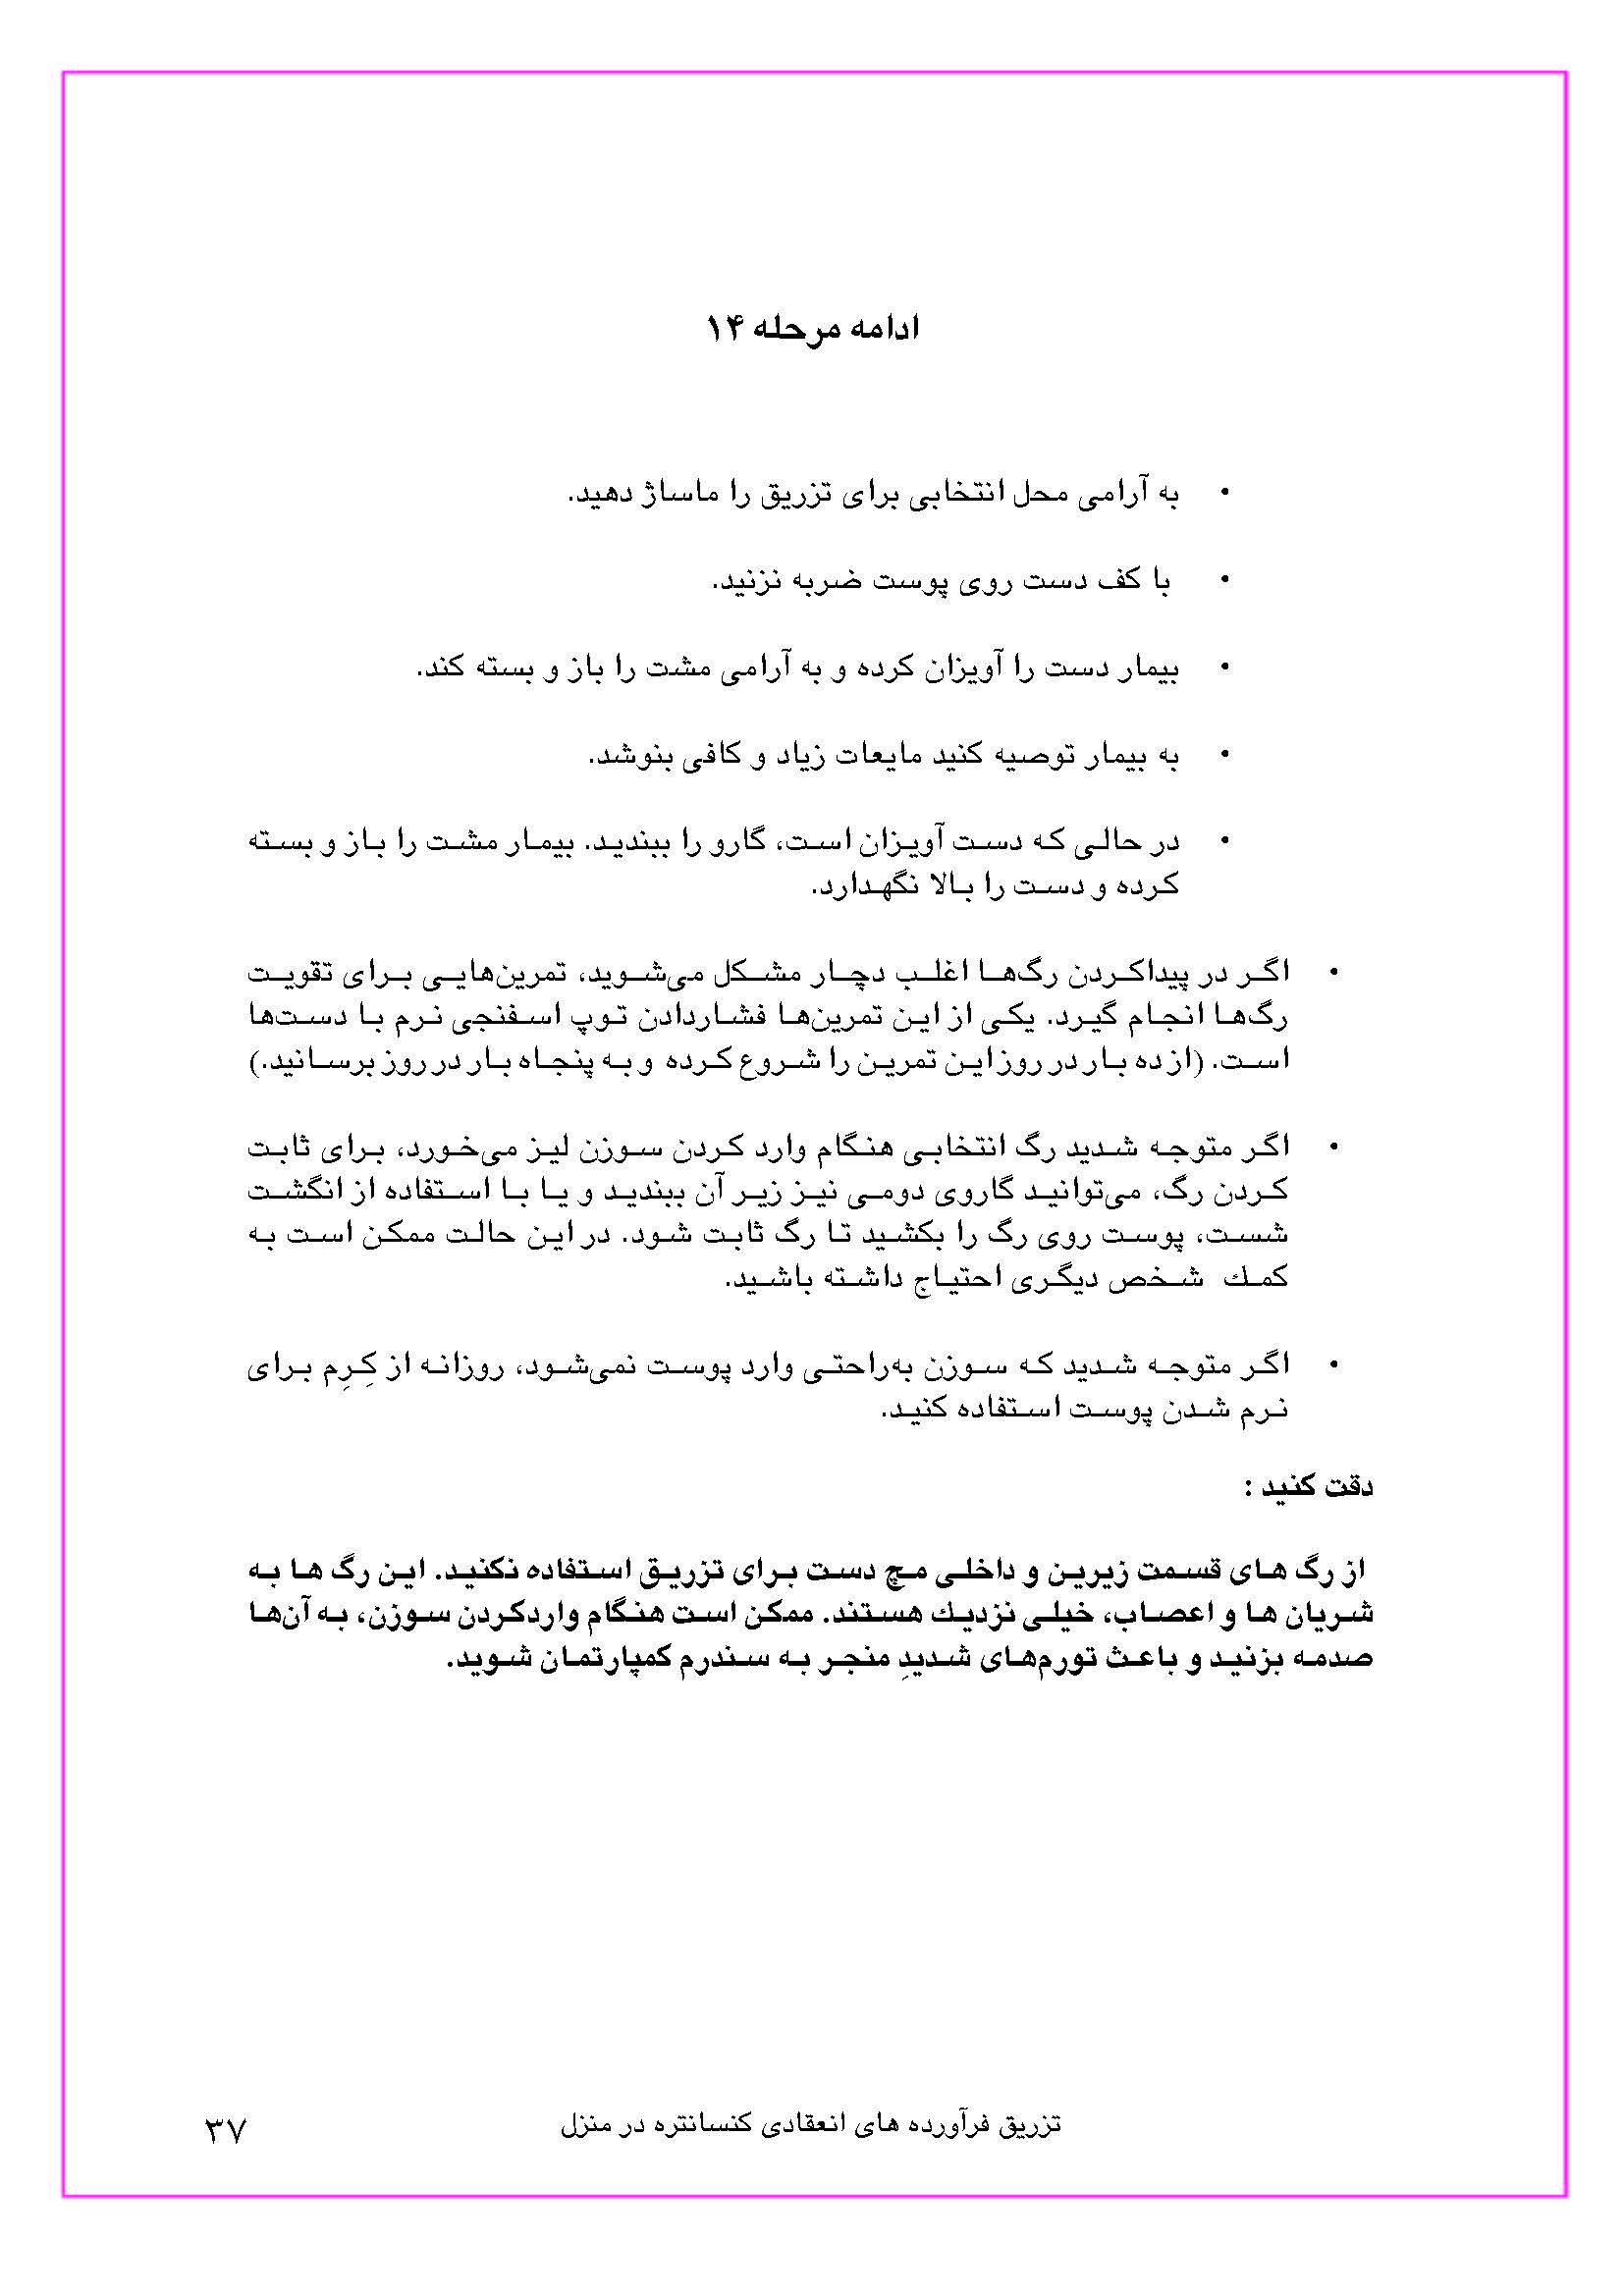 ادامه مرحله ۱۴
• به آرامی محل انتخابی برای تزریق را ماساژ دهید.
• با کف دست روی پوست ضربه نزنید.
• بیمار دست را آویزان کرده و به آرامی مشت را باز و بسته کند.
• به بیمار توصیه کنید مایعات زیاد و کافی بنوشد.
• در حالی که دست آویزان است، گارو را ببندید. بیمار مشت را باز و بسته
کرده و دست را بالا نگهدارد.
• اگر در پیداکردن رگ‌ها اغلب دچار مشکل می‌شوید، تمرین‌هایی برای تقویت
رگ‌ها انجام گیرد. یکی از این تمرین‌ها فشاردادن توپ اسفنجی نرم با دست‌ها
است. (از ده بار در روز این تمرین را شروع کرده و به پنجاه بار در روز برسانید.)
• اگر متوجه شدید رگ انتخابی هنگام وارد کردن سوزن لیز می‌خورد، برای ثابت
کردن رگ، می‌توانید گاروی دومی نیز زیر آن ببندید و یا با استفاده از انگشت
شست، پوست روی رگ را بکشید تا رگ ثابت شود. در این حالت ممکن است به
کمك شخص دیگری احتیاج داشته باشید.
• اگر متوجه شدید که سوزن به‌راحتی وارد پوست نمی‌شود، روزانه از کِرِم برای
نرم شدن پوست استفاده کنید.
دقت کنید :
از رگ های قسمت زیرین و داخلی مچ دست برای تزریق استفاده نکنید. این رگ ها به
شریان ها و اعصاب، خیلی نزدیك هستند. ممکن است هنگام واردکردن سوزن، به آن‌ها
صدمه بزنید و باعث تورم‌های شدیدِ منجر به سندرم کمپارتمان شوید.
تزریق فرآورده های انعقادی کنسانتره در منزل
۳۷